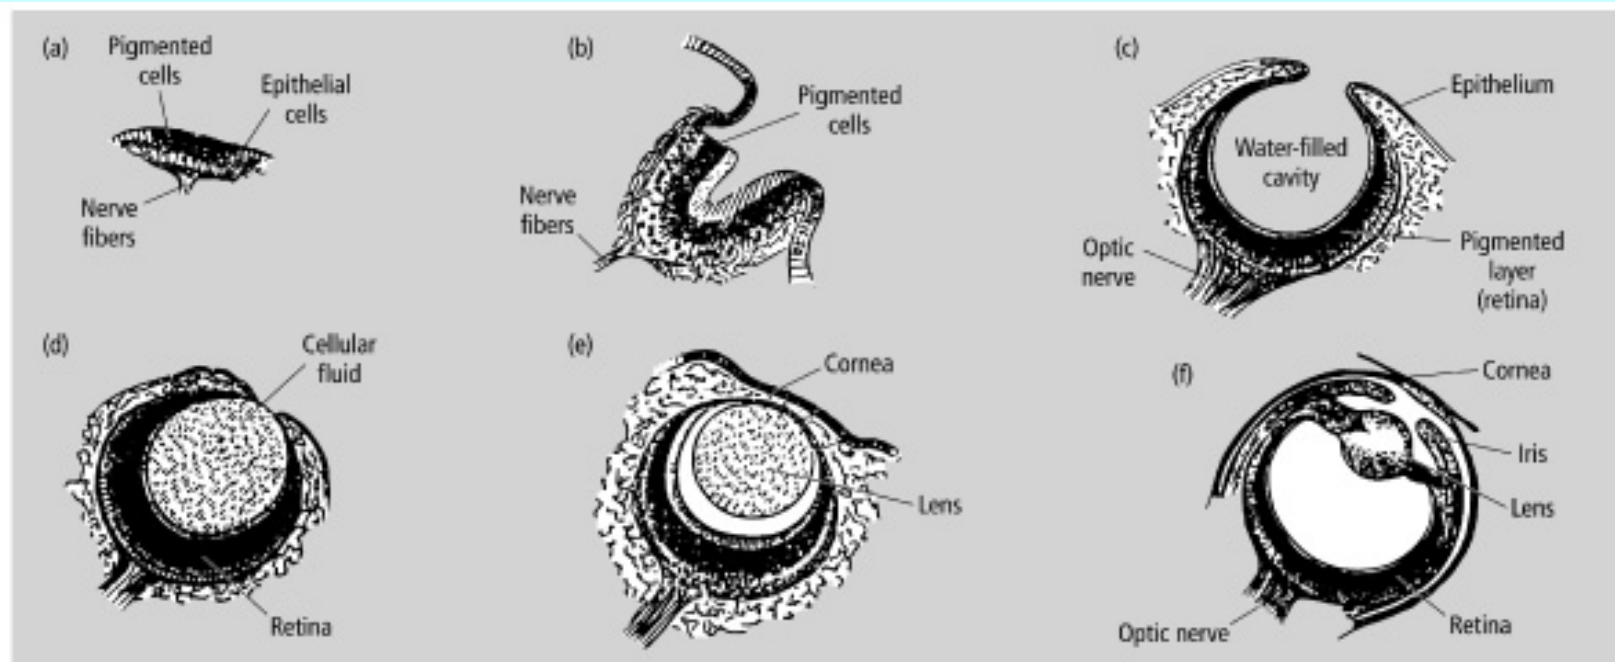 (a)
Pigmented
cells
Epithelial
cells
Nerve
fibers
(b)
Pigmented
cells
Nerve
fibers
(c)
Epithelium
Water-filled
cavity
Optic
nerve
Pigmented
layer
(retina)
(d)
Cellular
fluid
Retina
(e)
Cornea
Lens
(f)
Cornea
Iris
Lens
Retina
Optic nerve